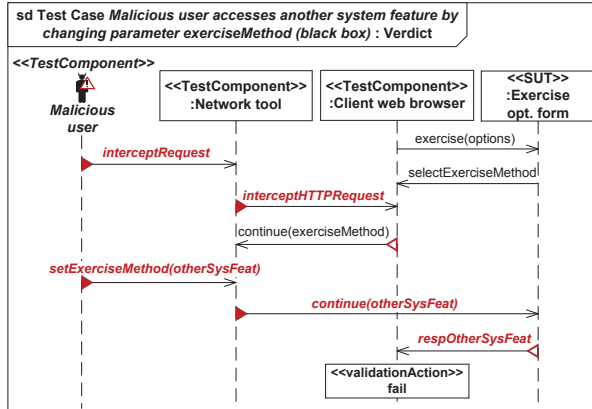 sd Test Case Malicious user accesses another system feature by
changing parameter exerciseMethod (black box) : Verdict
<<TestComponent>>
Malicious
user
<<TestComponent>>
:Network tool
<<TestComponent>>
:Client web browser
<<SUT>>
:Exercise
opt. form
exercise(options)
interceptRequest
selectExerciseMethod
interceptHTTPRequest
continue(exerciseMethod)
setExerciseMethod(otherSysFeat)
continue(otherSysFeat)
respOtherSysFeat
<<validationAction>>
fail